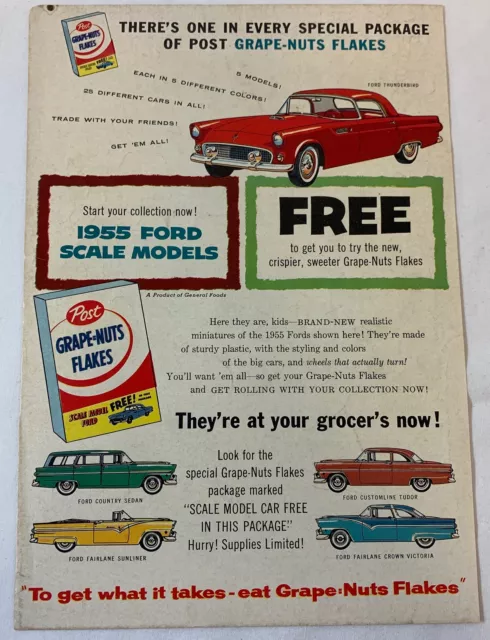 THERE'S ONE IN EVERY SPECIAL PACKAGE
OF POST GRAPE-NUTS FLAKES
Post
GRAPE-NUTS
FLAKES
5 MODELS!
EACH IN 5 DIFFERENT COLORS!
25 DIFFERENT CARS IN ALL!
TRADE WITH YOUR FRIENDS!
GET 'EM ALL!
FORD THUNDERBIRD
Start your collection now!
1955 FORD
SCALE MODELS
FREE
to get you to try the new,
crispier, sweeter Grape-Nuts Flakes
A Product of General Foods
Post
GRAPE-NUTS
FLAKES
SCALE MODEL
FORD
FREE!
Here they are, kids—BRAND-NEW realistic
miniatures of the 1955 Fords shown here! They're made
of sturdy plastic, with the styling and colors
of the big cars, and wheels that actually turn!
You'll want 'em all—so get your Grape-Nuts Flakes
and GET ROLLING WITH YOUR COLLECTION NOW!
They're at your grocer's now!
Look for the
special Grape-Nuts Flakes
package marked
"SCALE MODEL CAR FREE
IN THIS PACKAGE"
Hurry! Supplies Limited!
FORD COUNTRY SEDAN
FORD FAIRLANE SUNLINER
FORD CUSTOMLINE TUDOR
FORD FAIRLANE CROWN VICTORIA
"To get what it takes-eat Grape-Nuts Flakes"